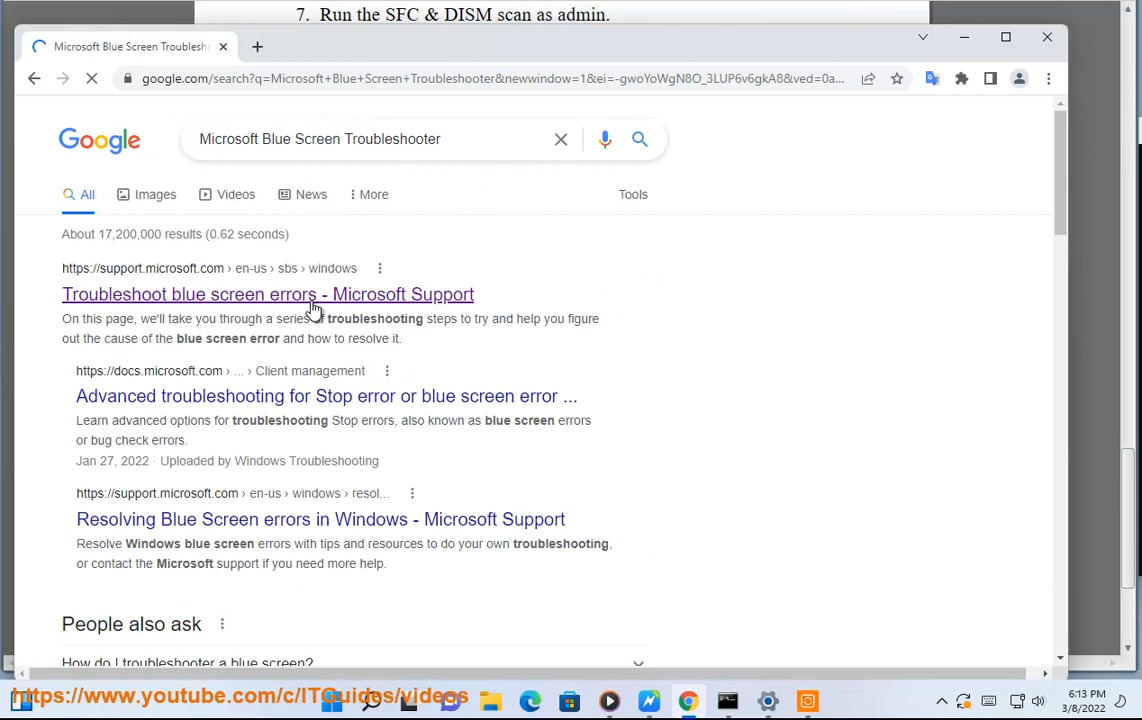 7. Run the SFC & DISM scan as admin.
Microsoft Blue Screen Troublesh
google.com/search?q=Microsoft+Blue+Screen+Troubleshooter&newwindow=1&ei=-gwoYoWgN8O_3LUP6v6gkA8&ved=0a...
Google
Microsoft Blue Screen Troubleshooter
All Images Videos News More Tools
About 17,200,000 results (0.62 seconds)
https://support.microsoft.com › en-us › sbs › windows
Troubleshoot blue screen errors - Microsoft Support
On this page, we'll take you through a series of troubleshooting steps to try and help you figure
out the cause of the blue screen error and how to resolve it.
https://docs.microsoft.com › ... › Client management
Advanced troubleshooting for Stop error or blue screen error ...
Learn advanced options for troubleshooting Stop errors, also known as blue screen errors
or bug check errors.
Jan 27, 2022 · Uploaded by Windows Troubleshooting
https://support.microsoft.com › en-us › windows › resol...
Resolving Blue Screen errors in Windows - Microsoft Support
Resolve Windows blue screen errors with tips and resources to do your own troubleshooting,
or contact the Microsoft support if you need more help.
People also ask
How do I troubleshooter a blue screen?
https://www.youtube.com/c/ITGuides/videos
6:13 PM
3/8/2022